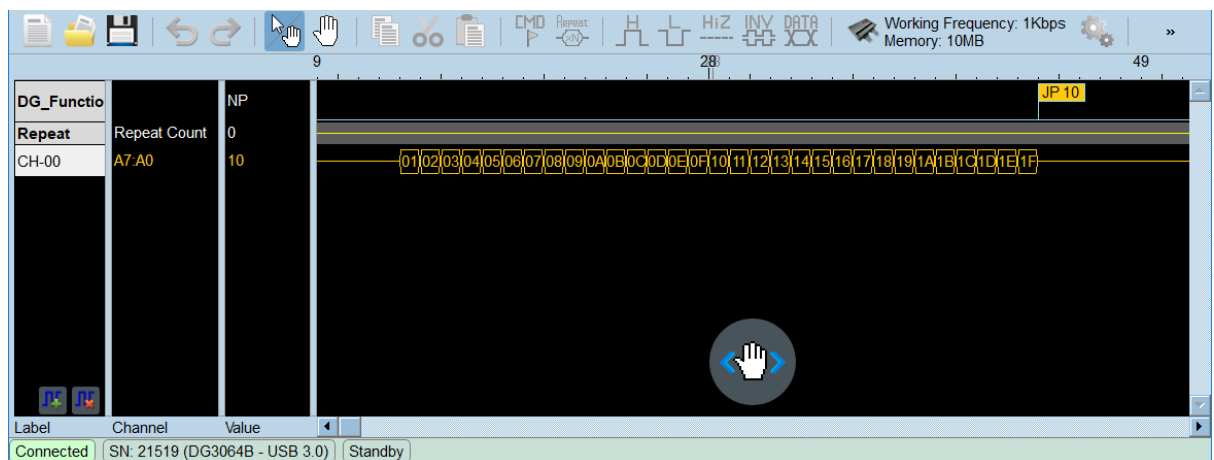 CMD Repeat xN H L HiZ INV DATA Working Frequency: 1Kbps »
Memory: 10MB
9 28 49
DG_Functio NP JP 10
Repeat Repeat Count 0
CH-00 A7:A0 10 01 02 03 04 05 06 07 08 09 0A 0B 0C 0D 0E 0F 10 11 12 13 14 15 16 17 18 19 1A 1B 1C 1D 1E 1F
Label Channel Value
Connected SN: 21519 (DG3064B - USB 3.0) Standby